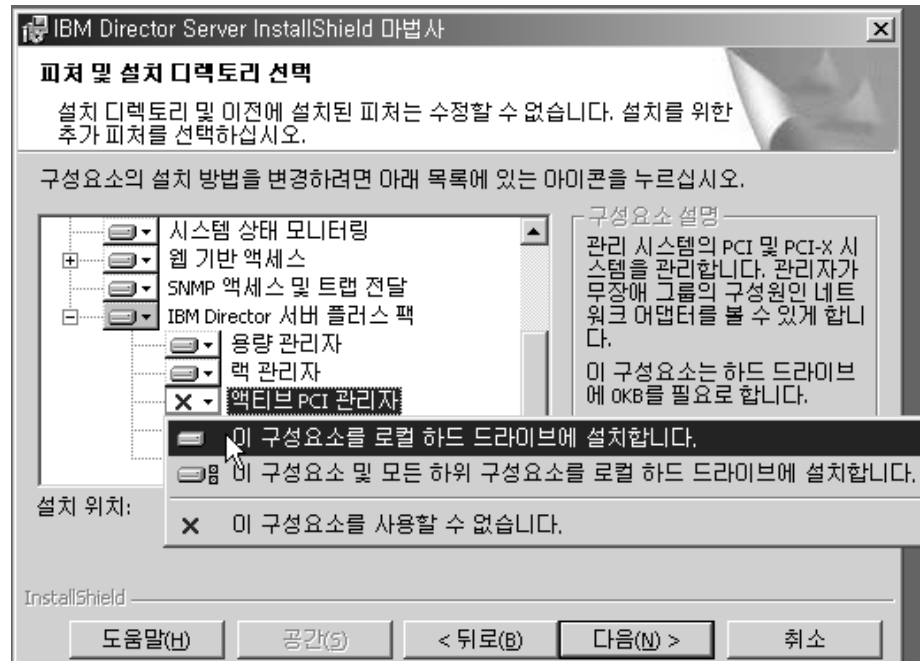 IBM Director Server InstallShield 마법사
피처 및 설치 디렉토리 선택
설치 디렉토리 및 이전에 설치된 피처는 수정할 수 없습니다. 설치를 위한
추가 피처를 선택하십시오.
구성요소의 설치 방법을 변경하려면 아래 목록에 있는 아이콘을 누르십시오.
시스템 상태 모니터링
웹 기반 액세스
SNMP 액세스 및 트랩 전달
IBM Director 서버 플러스 팩
용량 관리자
랙 관리자
액티브 PCI 관리자
구성요소 설명
관리 시스템의 PCI 및 PCI-X 시
스템을 관리합니다. 관리자가
무장애 그룹의 구성원인 네트
워크 어댑터를 볼 수 있게 합니
다.
이 구성요소는 하드 드라이브
에 0KB를 필요로 합니다.
이 구성요소를 로컬 하드 드라이브에 설치합니다.
이 구성요소 및 모든 하위 구성요소를 로컬 하드 드라이브에 설치합니다.
이 구성요소를 사용할 수 없습니다.
설치 위치:
InstallShield
도움말(H)
공간(S)
< 뒤로(B)
다음(N) >
취소